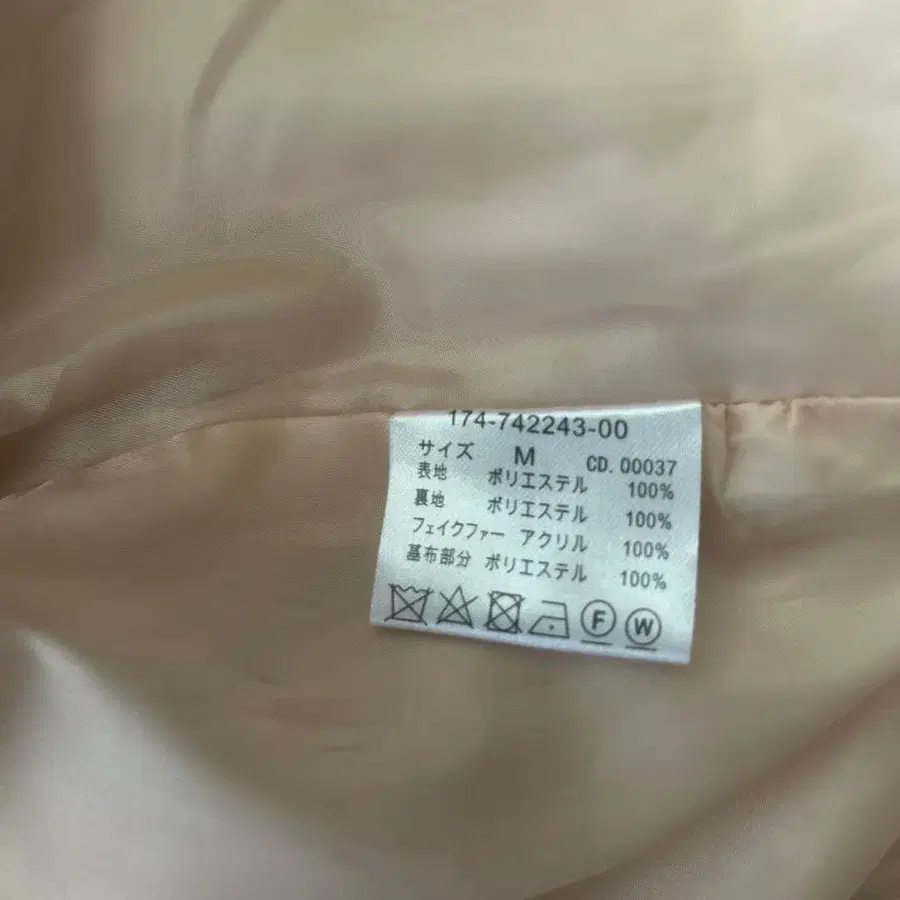 174-742243-00
サイズ M CD. 00037
表地 ポリエステル 100%
裏地 ポリエステル 100%
フェイクファー アクリル 100%
基布部分 ポリエステル 100%
F W